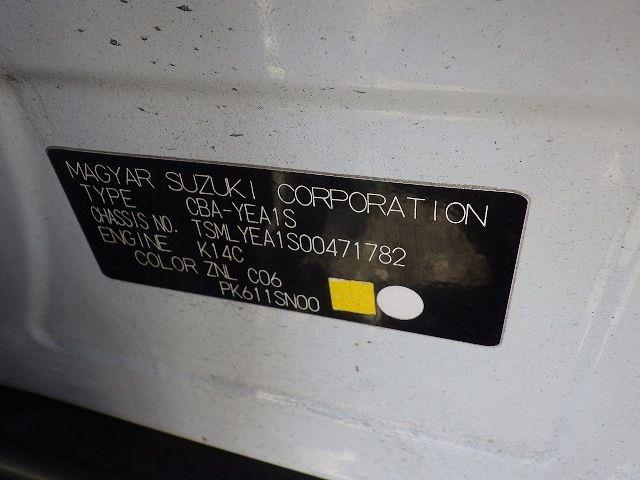 MAGYAR SUZUKI CORPORATION
TYPE CBA-YEA1S
CHASSIS NO. TSMLYEA1S00471782
ENGINE K14C
COLOR ZNL C06
PK611SN00